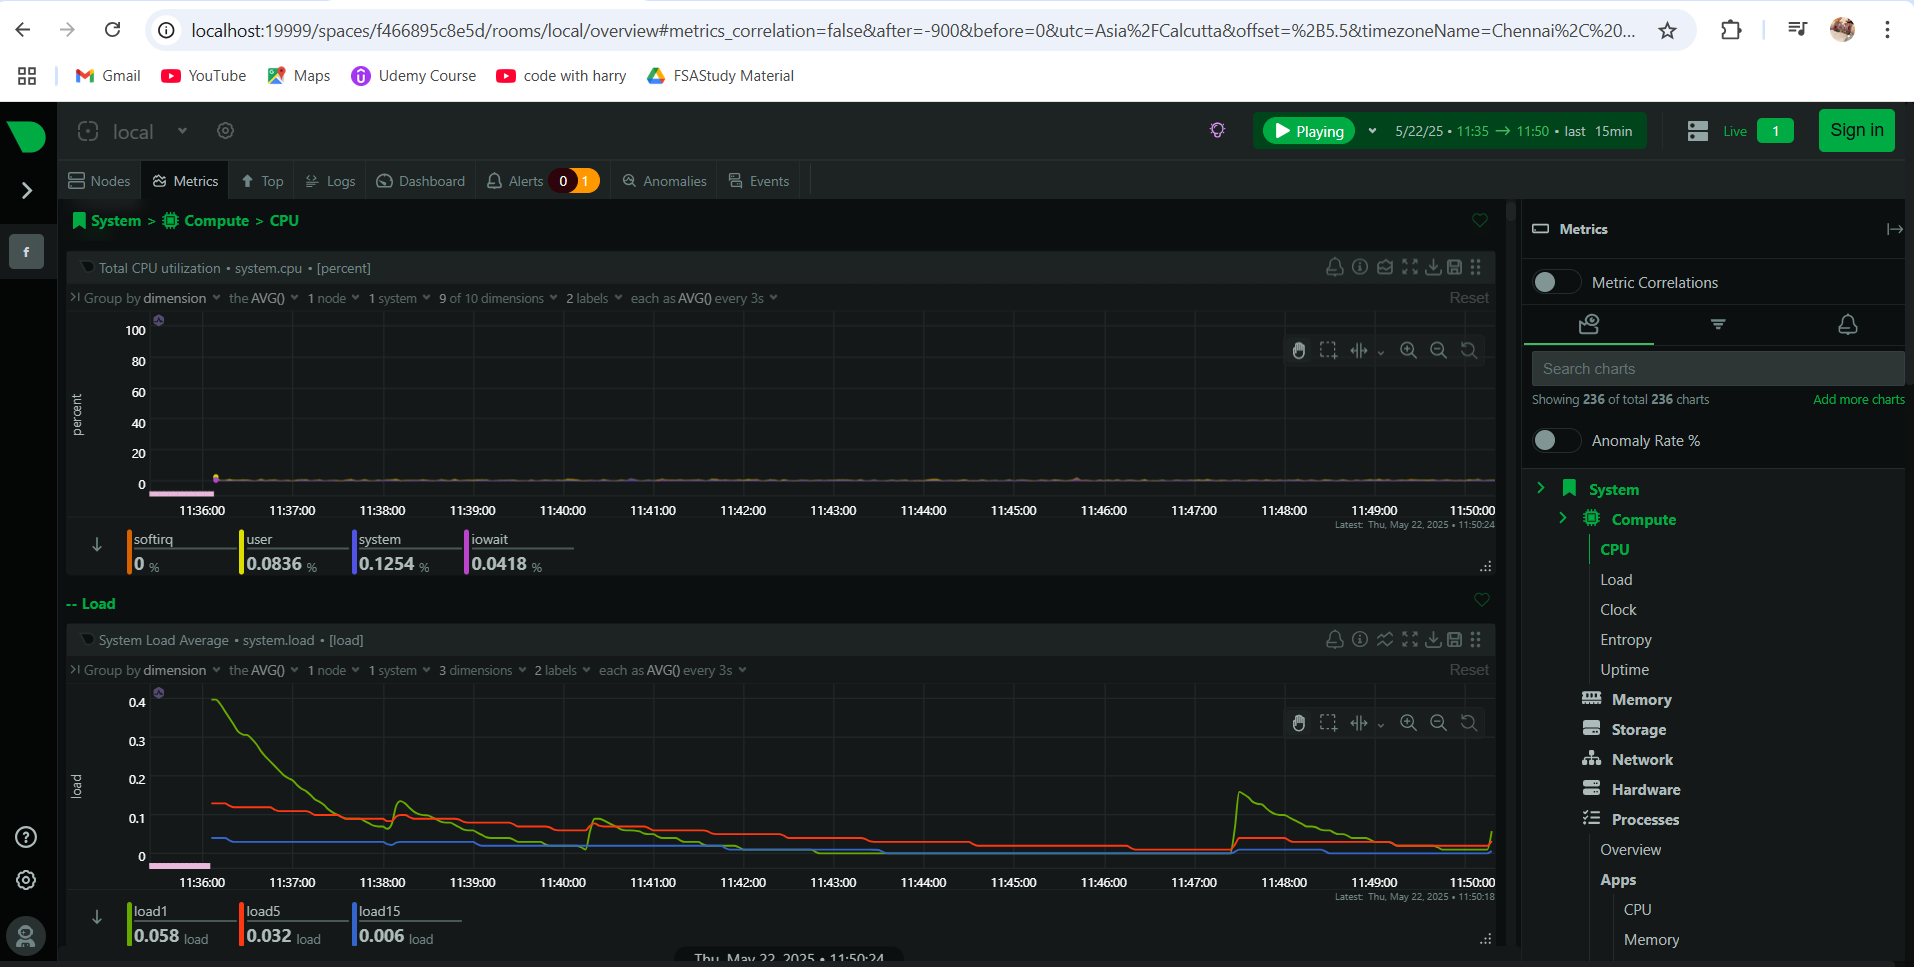 localhost:19999/spaces/f466895c8e5d/rooms/local/overview#metrics_correlation=false&after=-900&before=0&utc=Asia%2FCalcutta&offset=%2B5.5&timezoneName=Chennai%2C%20...
Gmail YouTube Maps Udemy Course code with harry FSAStudy Material
local Playing 5/22/25 • 11:35 → 11:50 • last 15min Live 1 Sign in
Nodes Metrics Top Logs Dashboard Alerts 0 1 Anomalies Events
f
System > Compute > CPU
Total CPU utilization • system.cpu • [percent]
Group by dimension the AVG() 1 node 1 system 9 of 10 dimensions 2 labels each as AVG() every 3s Reset
percent
100
80
60
40
20
0
11:36:00 11:37:00 11:38:00 11:39:00 11:40:00 11:41:00 11:42:00 11:43:00 11:44:00 11:45:00 11:46:00 11:47:00 11:48:00 11:49:00 11:50:00
Latest: Thu, May 22, 2025 • 11:50:24
softirq user system iowait
0 % 0.0836 % 0.1254 % 0.0418 %
-- Load
System Load Average • system.load • [load]
Group by dimension the AVG() 1 node 1 system 3 dimensions 2 labels each as AVG() every 3s Reset
load
0.4
0.3
0.2
0.1
0
11:36:00 11:37:00 11:38:00 11:39:00 11:40:00 11:41:00 11:42:00 11:43:00 11:44:00 11:45:00 11:46:00 11:47:00 11:48:00 11:49:00 11:50:00
Latest: Thu, May 22, 2025 • 11:50:18
load1 load5 load15
0.058 load 0.032 load 0.006 load
Thu, May 22, 2025 • 11:50:24
Metrics
Metric Correlations
Search charts
Showing 236 of total 236 charts Add more charts
Anomaly Rate %
System
Compute
CPU
Load
Clock
Entropy
Uptime
Memory
Storage
Network
Hardware
Processes
Overview
Apps
CPU
Memory